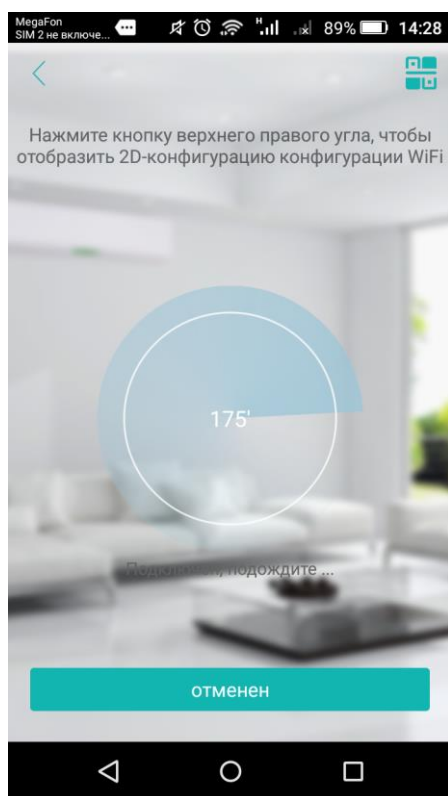 MegaFon
SIM 2 не включе...
H
89%
14:28
Нажмите кнопку верхнего правого угла, чтобы
отобразить 2D-конфигурацию конфигурации WiFi
175'
подождите ...
отменен